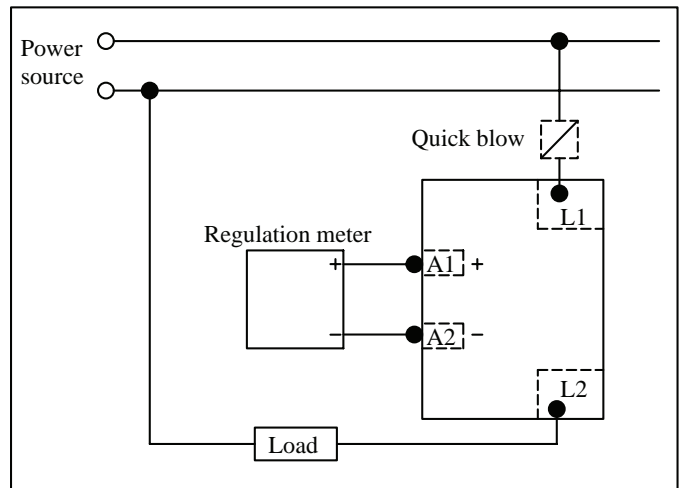 Power
source
Quick blow
L1
Regulation meter
+ A1 +
− A2 −
L2
Load